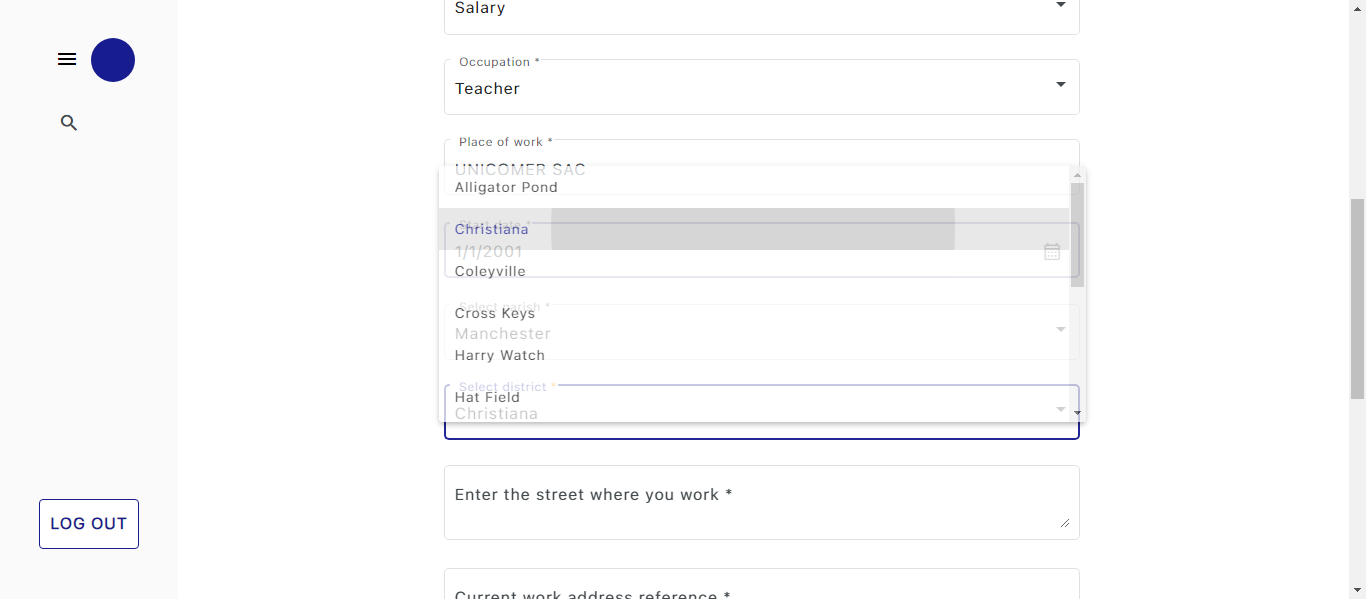 Salary
Occupation *
Teacher
Place of work *
UNICOMER SAC
Alligator Pond
Start date *
Christiana
1/1/2001
Coleyville
Select parish *
Cross Keys
Manchester
Harry Watch
Select district *
Hat Field
Christiana
Enter the street where you work *
LOG OUT
Current work address reference *